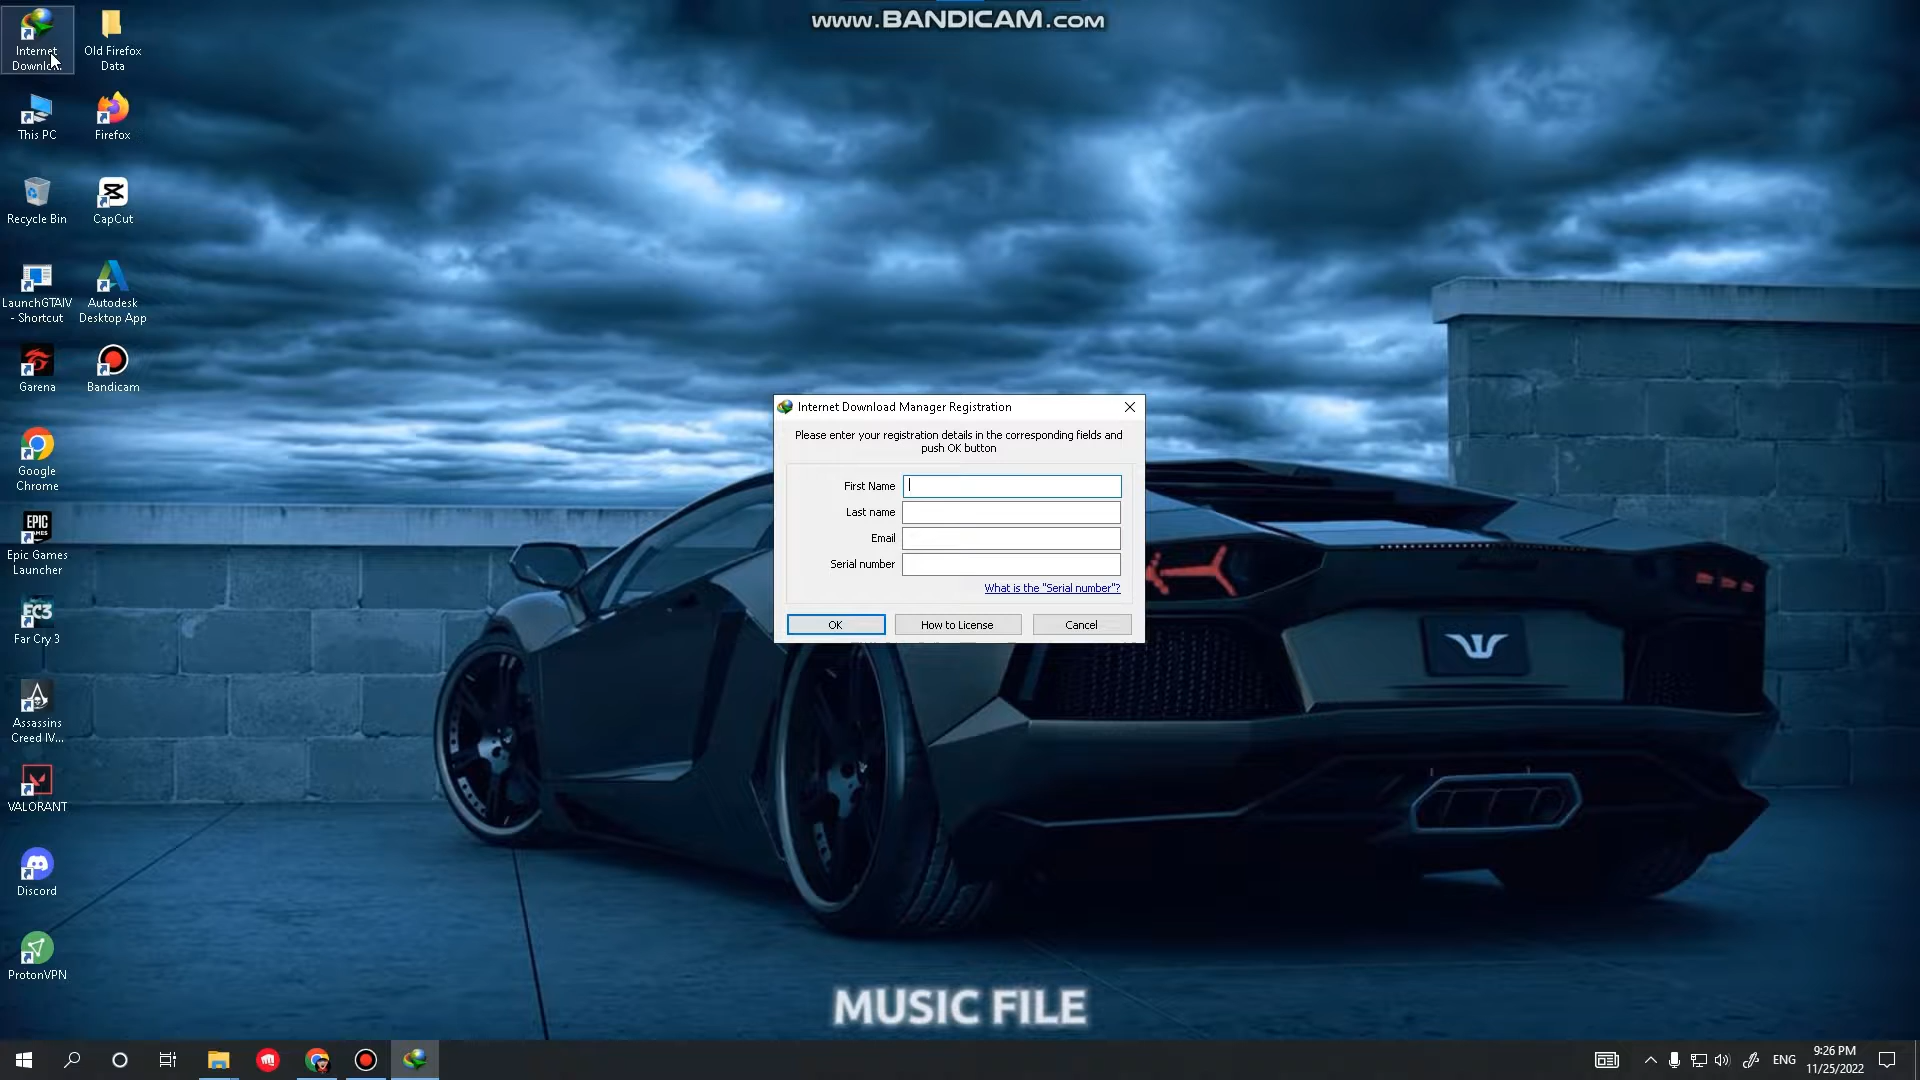 www.BANDICAM.com
Internet
Downlo...
Old Firefox
Data
This PC
Firefox
Recycle Bin
CapCut
LaunchGTAIV
- Shortcut
Autodesk
Desktop App
Garena
Bandicam
Google
Chrome
EPIC
GAMES
Epic Games
Launcher
FC3
Far Cry 3
Assassins
Creed IV...
VALORANT
Discord
ProtonVPN
Internet Download Manager Registration
Please enter your registration details in the corresponding fields and
push OK button
First Name
Last name
Email
Serial number
What is the "Serial number"?
OK
How to License
Cancel
MUSIC FILE
ENG
9:26 PM
11/25/2022